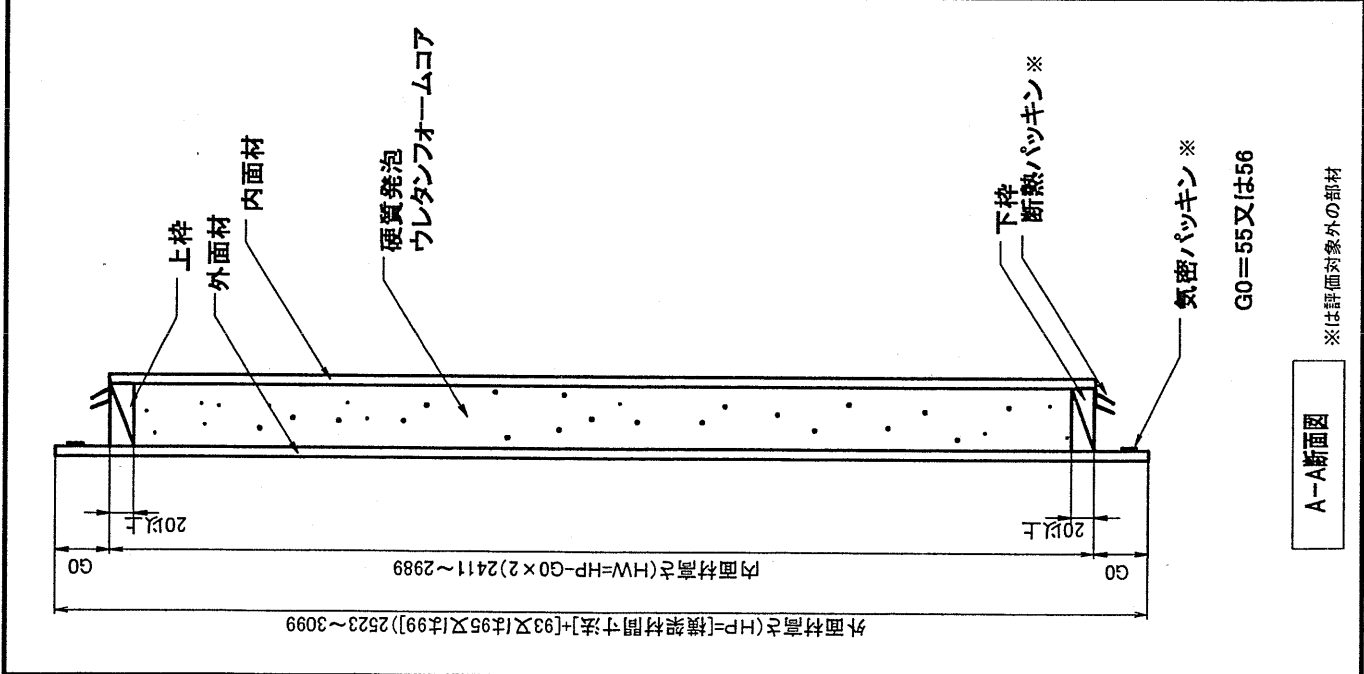 上枠
外面材
内面材
硬質発泡
ウレタンフォームコア
下枠
断熱パッキン ※
気密パッキン ※
G0=55又は56
20以上
20以上
G0
内面材高さ(HW=HP-G0×2)2411~2989
G0
外面材高さ(HP=[横架材間寸法]+[93又は95又は99])2523~3099
※は評価対象外の部材
A-A断面図